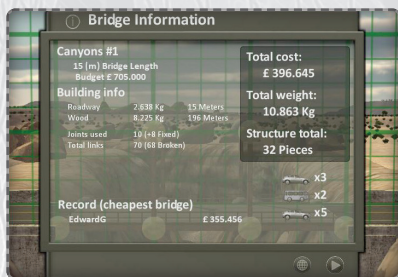 Bridge Information
Canyons #1
15 (m) Bridge Length
Budget £ 705.000
Building info
Roadway 2.638 Kg 15 Meters
Wood 8.225 Kg 196 Meters
Joints used 10 (+8 Fixed)
Total links 70 (68 Broken)
Record (cheapest bridge)
EdwardG £ 355.456
Total cost:
£ 396.645
Total weight:
10.863 Kg
Structure total:
32 Pieces
x3
x2
x5